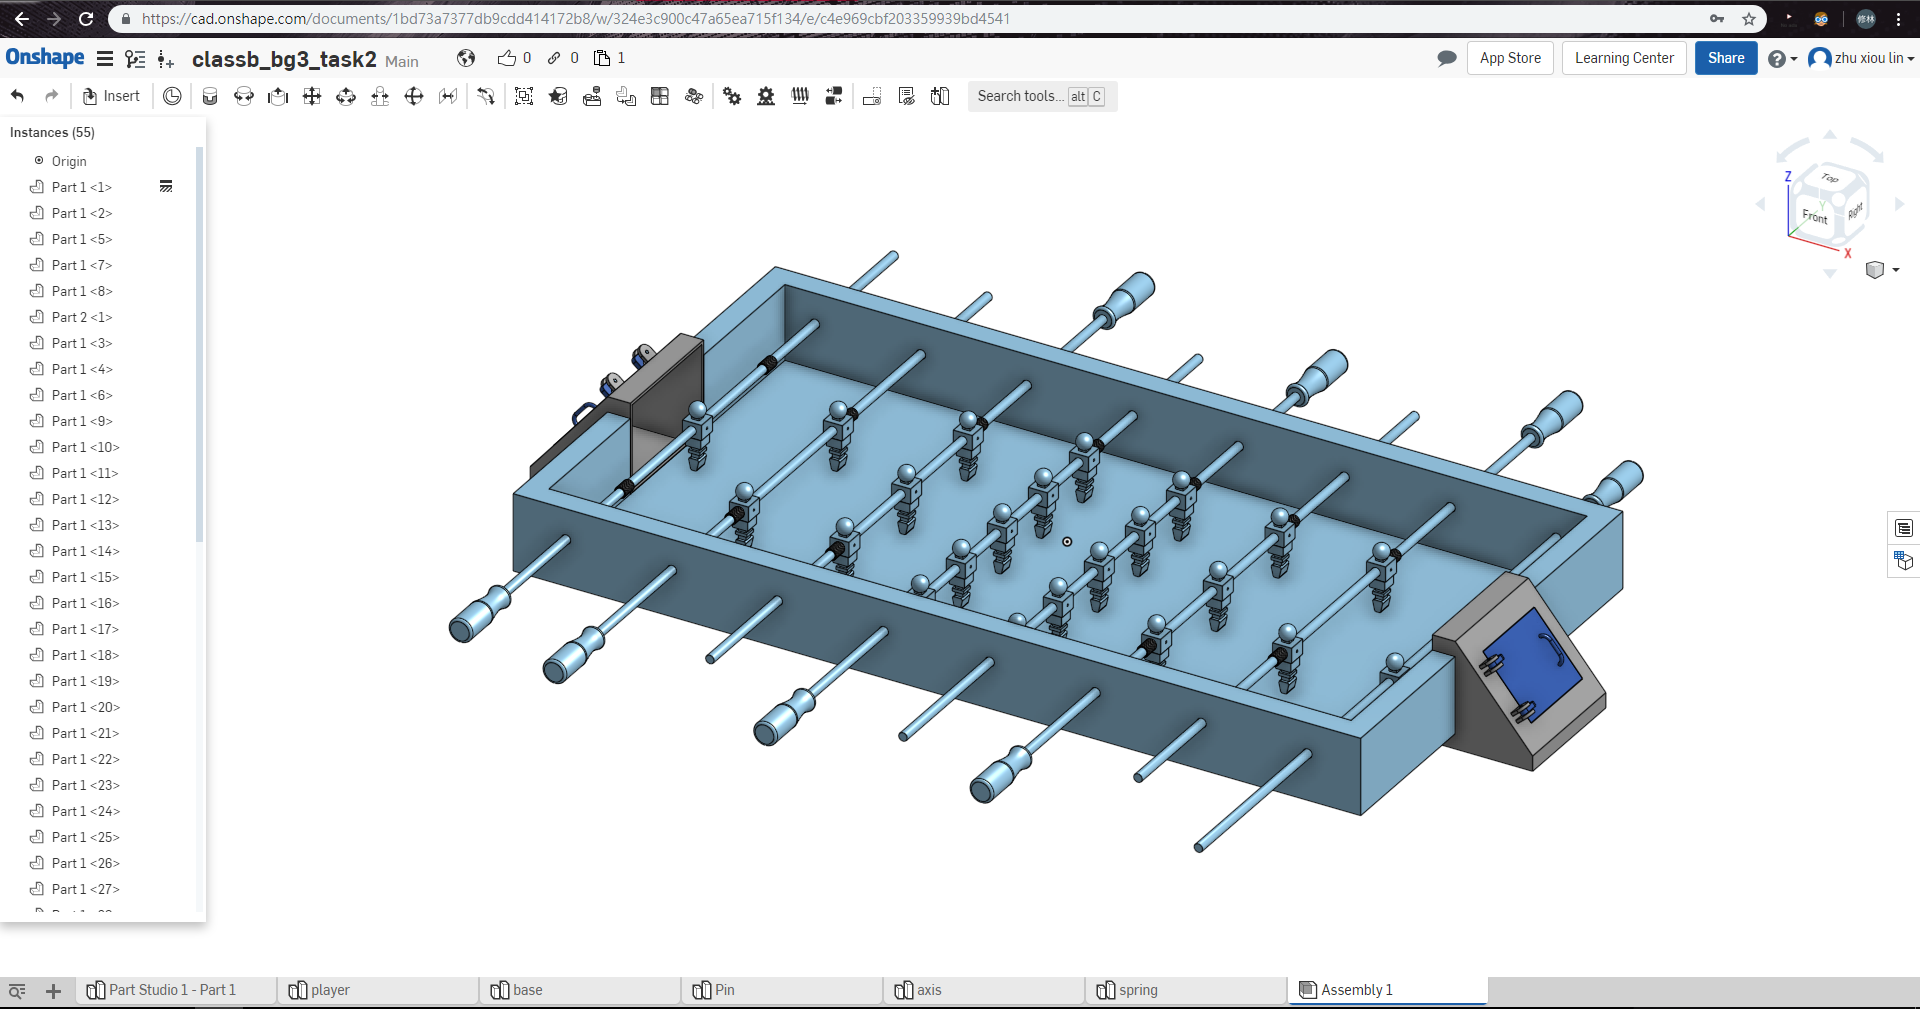 https://cad.onshape.com/documents/1bd73a7377db9cdd414172b8/w/324e3c900c47a65ea715f134/e/c4e969cbf203359939bd4541
修林
Onshape
classb_bg3_task2 Main
0
0
1
App Store
Learning Center
Share
zhu xiou lin
Insert
Search tools... alt C
Instances (55)
Origin
Part 1 <1>
Part 1 <2>
Part 1 <5>
Part 1 <7>
Part 1 <8>
Part 2 <1>
Part 1 <3>
Part 1 <4>
Part 1 <6>
Part 1 <9>
Part 1 <10>
Part 1 <11>
Part 1 <12>
Part 1 <13>
Part 1 <14>
Part 1 <15>
Part 1 <16>
Part 1 <17>
Part 1 <18>
Part 1 <19>
Part 1 <20>
Part 1 <21>
Part 1 <22>
Part 1 <23>
Part 1 <24>
Part 1 <25>
Part 1 <26>
Part 1 <27>
Z
Top
Y
Front
Right
X
Part Studio 1 - Part 1
player
base
Pin
axis
spring
Assembly 1